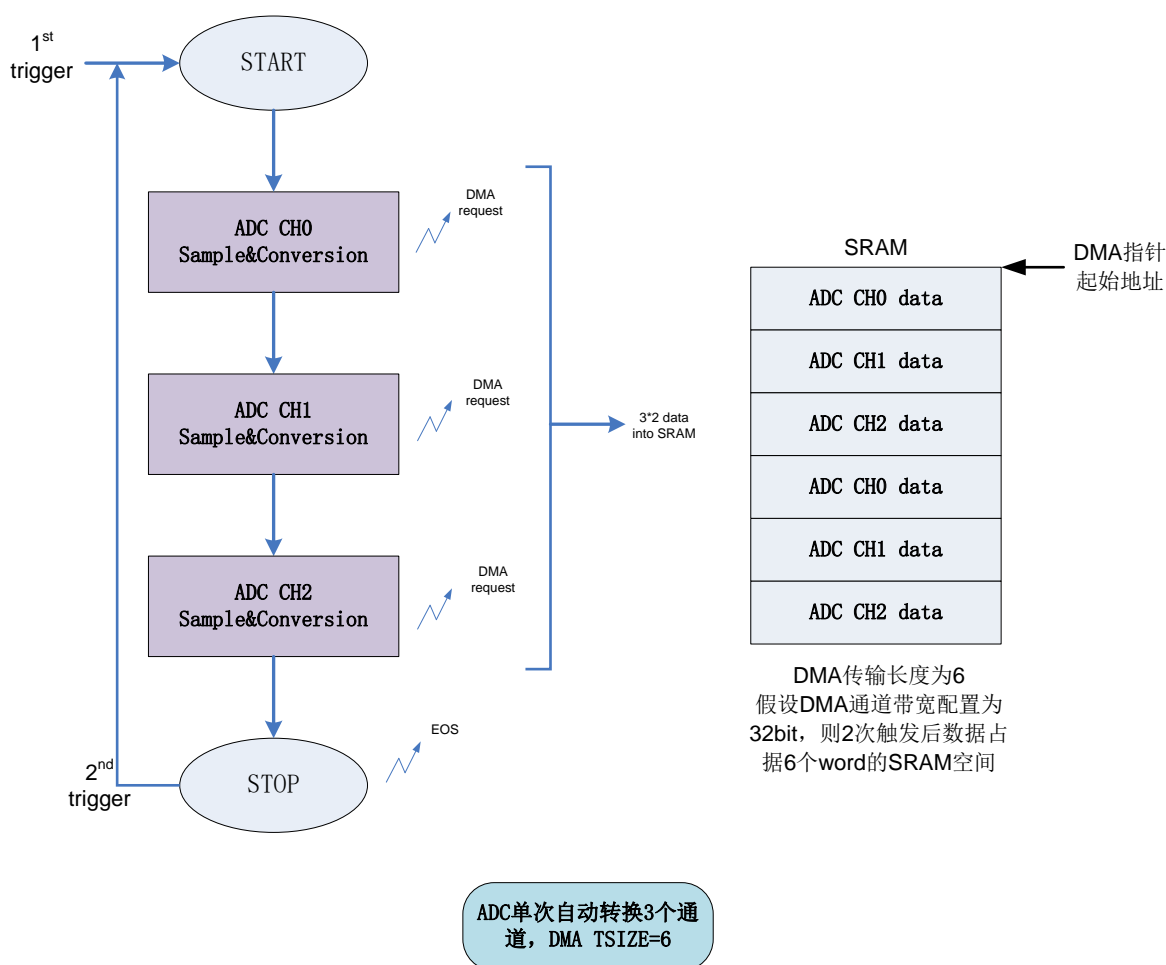 1st
trigger
START
ADC CH0
Sample&Conversion
DMA
request
ADC CH1
Sample&Conversion
DMA
request
ADC CH2
Sample&Conversion
DMA
request
STOP
EOS
2nd
trigger
3*2 data
into SRAM
SRAM
DMA指针
起始地址
ADC CH0 data
ADC CH1 data
ADC CH2 data
ADC CH0 data
ADC CH1 data
ADC CH2 data
DMA传输长度为6
假设DMA通道带宽配置为
32bit，则2次触发后数据占
据6个word的SRAM空间
ADC单次自动转换3个通
道，DMA TSIZE=6